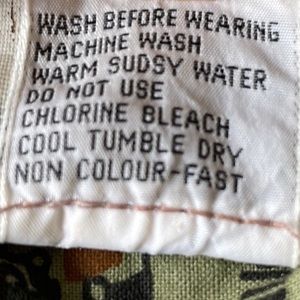 WASH BEFORE WEARING
MACHINE WASH
WARM SUDSY WATER
DO NOT USE
CHLORINE BLEACH
COOL TUMBLE DRY
NON COLOUR-FAST